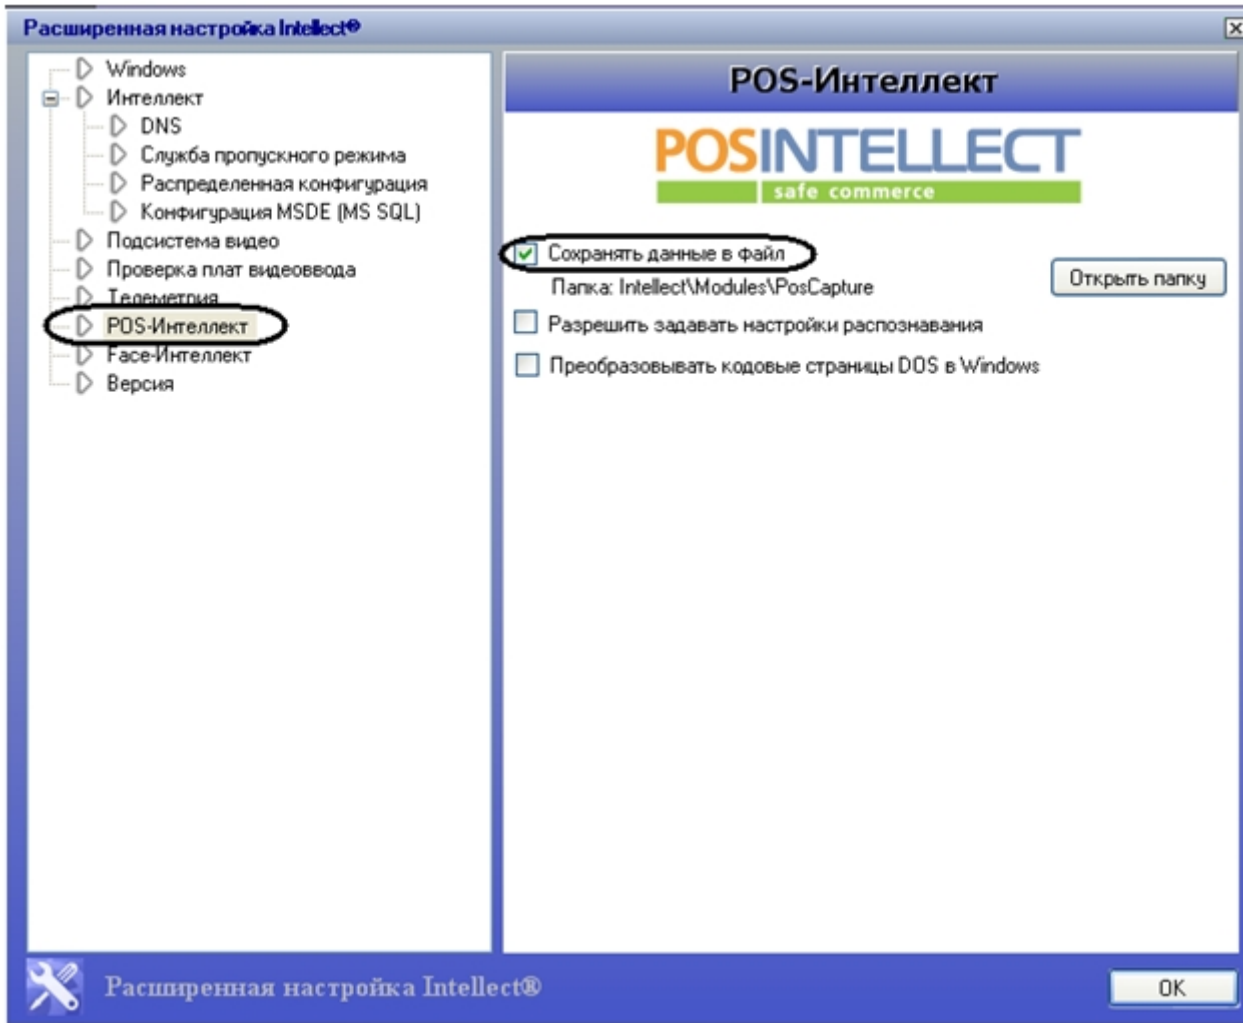 Расширенная настройка Intellect®
Windows
Интеллект
DNS
Служба пропускного режима
Распределенная конфигурация
Конфигурация MSDE (MS SQL)
Подсистема видео
Проверка плат видеоввода
Телеметрия
POS-Интеллект
Face-Интеллект
Версия
POS-Интеллект
POSINTELLECT
safe commerce
Сохранять данные в файл
Папка: Intellect\Modules\PosCapture
Открыть папку
Разрешить задавать настройки распознавания
Преобразовывать кодовые страницы DOS в Windows
Расширенная настройка Intellect®
OK